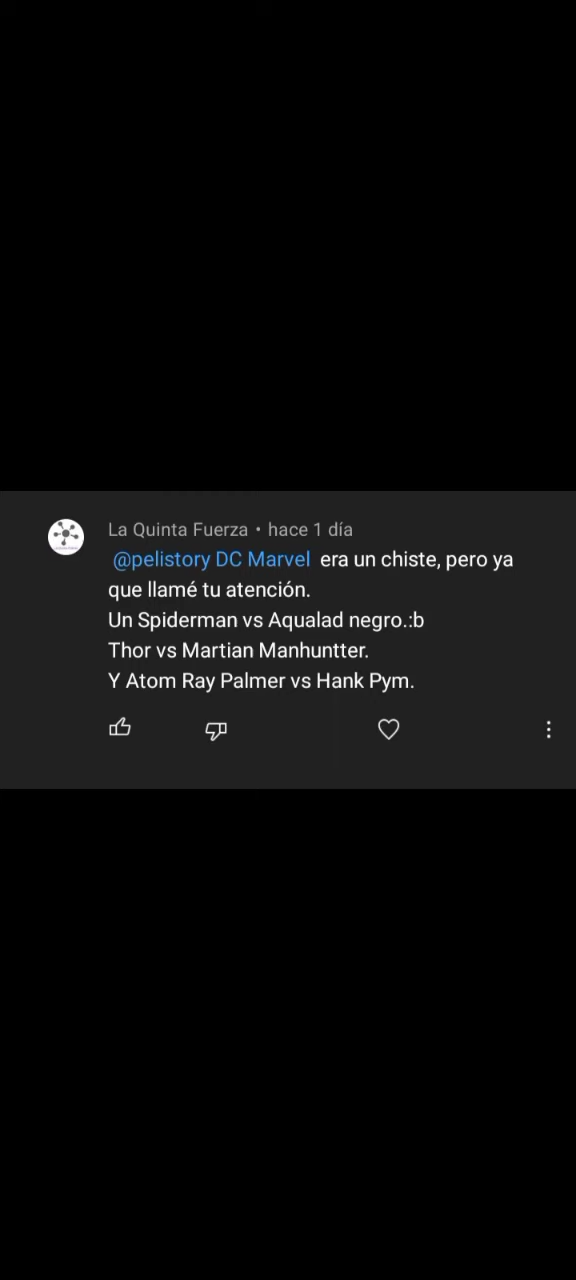 La Quinta Fuerza • hace 1 día
@pelistory DC Marvel era un chiste, pero ya
que llamé tu atención.
Un Spiderman vs Aqualad negro.:b
Thor vs Martian Manhuntter.
Y Atom Ray Palmer vs Hank Pym.